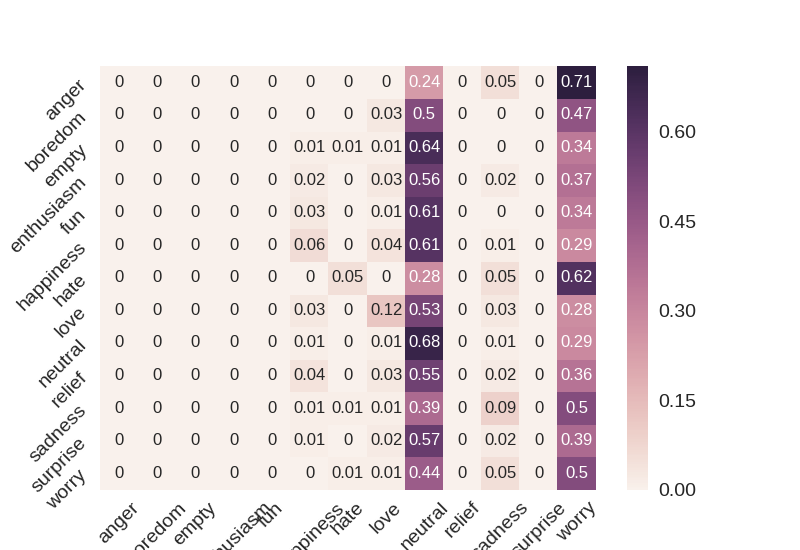 anger 0 0 0 0 0 0 0 0 0.24 0 0.05 0 0.71
boredom 0 0 0 0 0 0 0 0.03 0.5 0 0 0 0.47
empty 0 0 0 0 0 0.01 0.01 0.01 0.64 0 0 0 0.34
enthusiasm 0 0 0 0 0 0.02 0 0.03 0.56 0 0.02 0 0.37
fun 0 0 0 0 0 0.03 0 0.01 0.61 0 0 0 0.34
happiness 0 0 0 0 0 0.06 0 0.04 0.61 0 0.01 0 0.29
hate 0 0 0 0 0 0 0.05 0 0.28 0 0.05 0 0.62
love 0 0 0 0 0 0.03 0 0.12 0.53 0 0.03 0 0.28
neutral 0 0 0 0 0 0.01 0 0.01 0.68 0 0.01 0 0.29
relief 0 0 0 0 0 0.04 0 0.03 0.55 0 0.02 0 0.36
sadness 0 0 0 0 0 0.01 0.01 0.01 0.39 0 0.09 0 0.5
surprise 0 0 0 0 0 0.01 0 0.02 0.57 0 0.02 0 0.39
worry 0 0 0 0 0 0 0.01 0.01 0.44 0 0.05 0 0.5
anger oredom empty husiasm fun ppiness hate love neutral relief sadness surprise worry
0.60
0.45
0.30
0.15
0.00